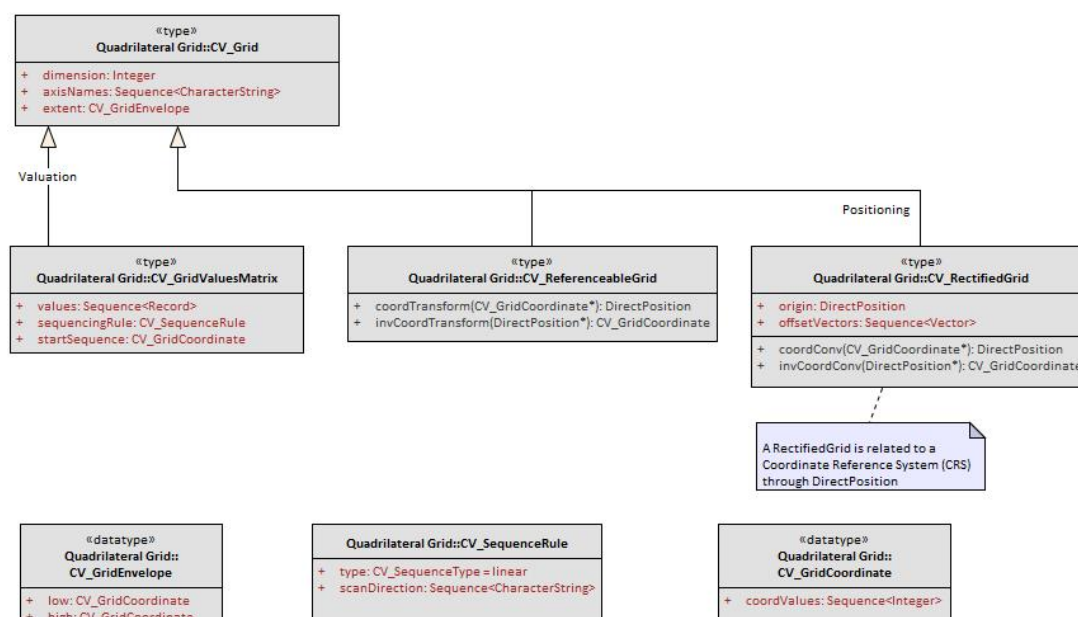 «type»
Quadrilateral Grid::CV_Grid
+ dimension: Integer
+ axisNames: Sequence<CharacterString>
+ extent: CV_GridEnvelope
Valuation
Positioning
«type»
Quadrilateral Grid::CV_GridValuesMatrix
+ values: Sequence<Record>
+ sequencingRule: CV_SequenceRule
+ startSequence: CV_GridCoordinate
«type»
Quadrilateral Grid::CV_ReferenceableGrid
+ coordTransform(CV_GridCoordinate*): DirectPosition
+ invCoordTransform(DirectPosition*): CV_GridCoordinate
«type»
Quadrilateral Grid::CV_RectifiedGrid
+ origin: DirectPosition
+ offsetVectors: Sequence<Vector>
+ coordConv(CV_GridCoordinate*): DirectPosition
+ invCoordConv(DirectPosition*): CV_GridCoordinate
A RectifiedGrid is related to a
Coordinate Reference System (CRS)
through DirectPosition
«datatype»
Quadrilateral Grid::
CV_GridEnvelope
+ low: CV_GridCoordinate
+ high: CV_GridCoordinate
Quadrilateral Grid::CV_SequenceRule
+ type: CV_SequenceType = linear
+ scanDirection: Sequence<CharacterString>
«datatype»
Quadrilateral Grid::
CV_GridCoordinate
+ coordValues: Sequence<Integer>